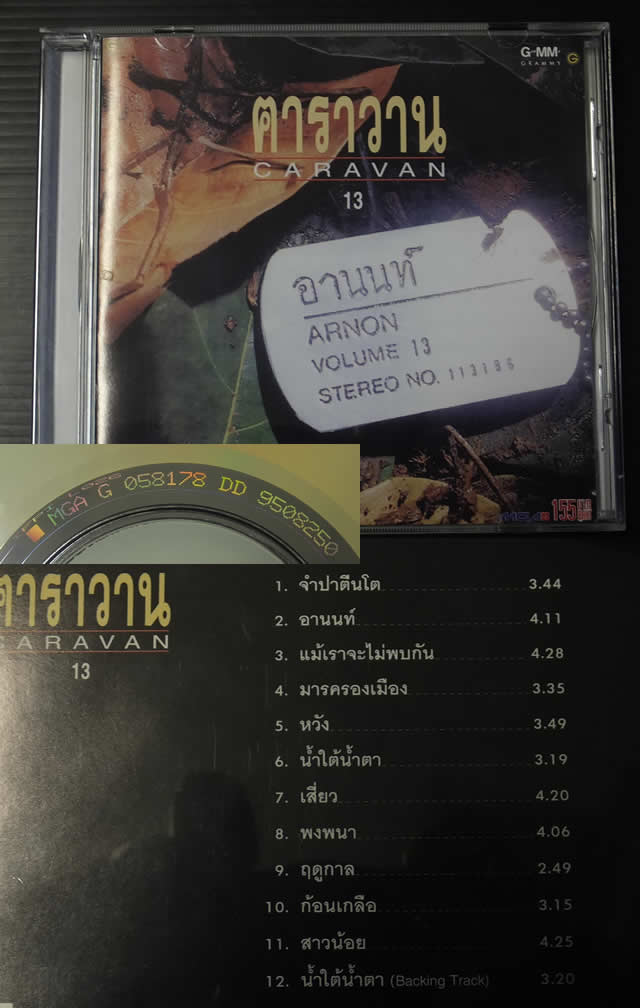 G-MM
GRAMMY G
คาราวาน
CARAVAN
13
อานนท์
ARNON
VOLUME 13
STEREO NO. 113186
MGA
155
MGA G 058178 DD 9508250
คาราวาน
CARAVAN
13
1. จำปาตีนโต 3.44
2. อานนท์ 4.11
3. แม้เราจะไม่พบกัน 4.28
4. มารครองเมือง 3.35
5. หวัง 3.49
6. น้ำใต้น้ำตา 3.19
7. เสี่ยว 4.20
8. พงพนา 4.06
9. ฤดูกาล 2.49
10. ก้อนเกลือ 3.15
11. สาวน้อย 4.25
12. น้ำใต้น้ำตา (Backing Track) 3.20